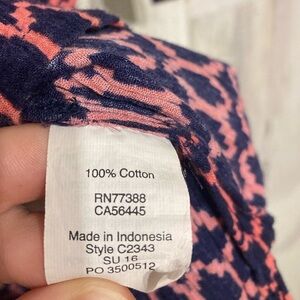 100% Cotton
RN77388
CA56445
Made in Indonesia
Style C2343
SU 16
PO 3500512